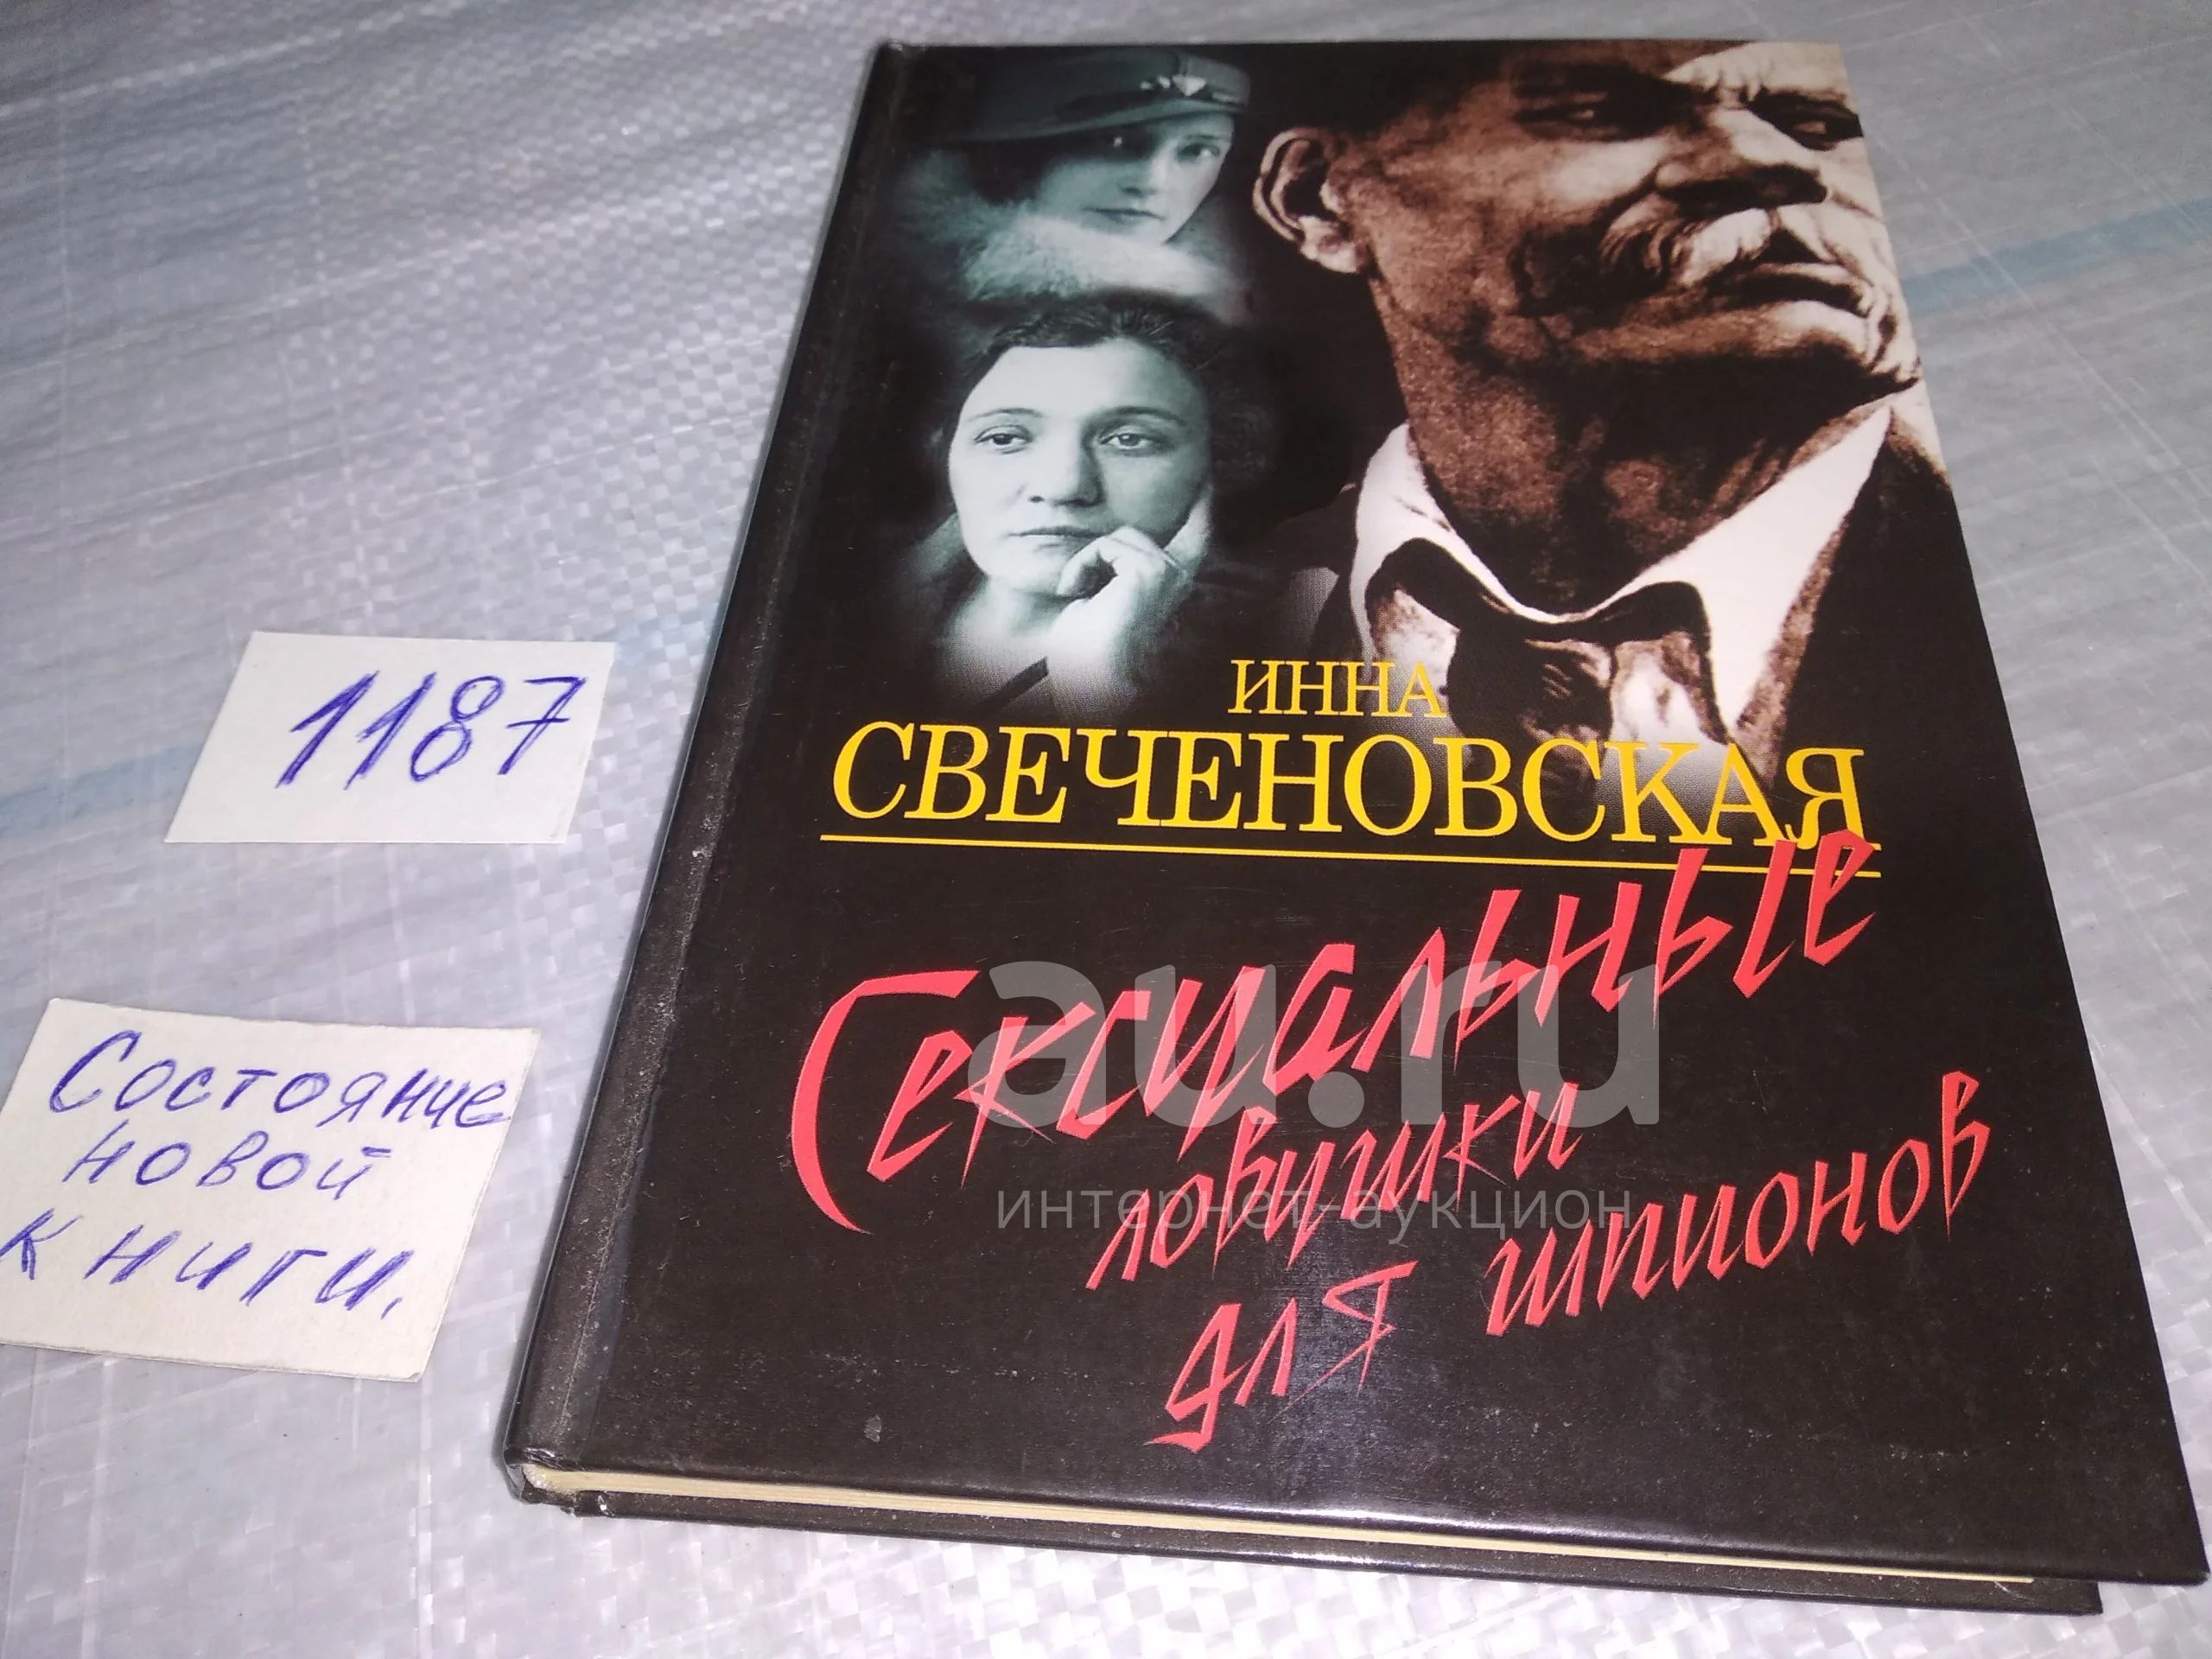 ИННА
СВЕЧЕНОВСКАЯ
Сексуальные
ловушки
для шпионов
1187
Состояние
новой
книги.
au.ru
интернет-аукцион